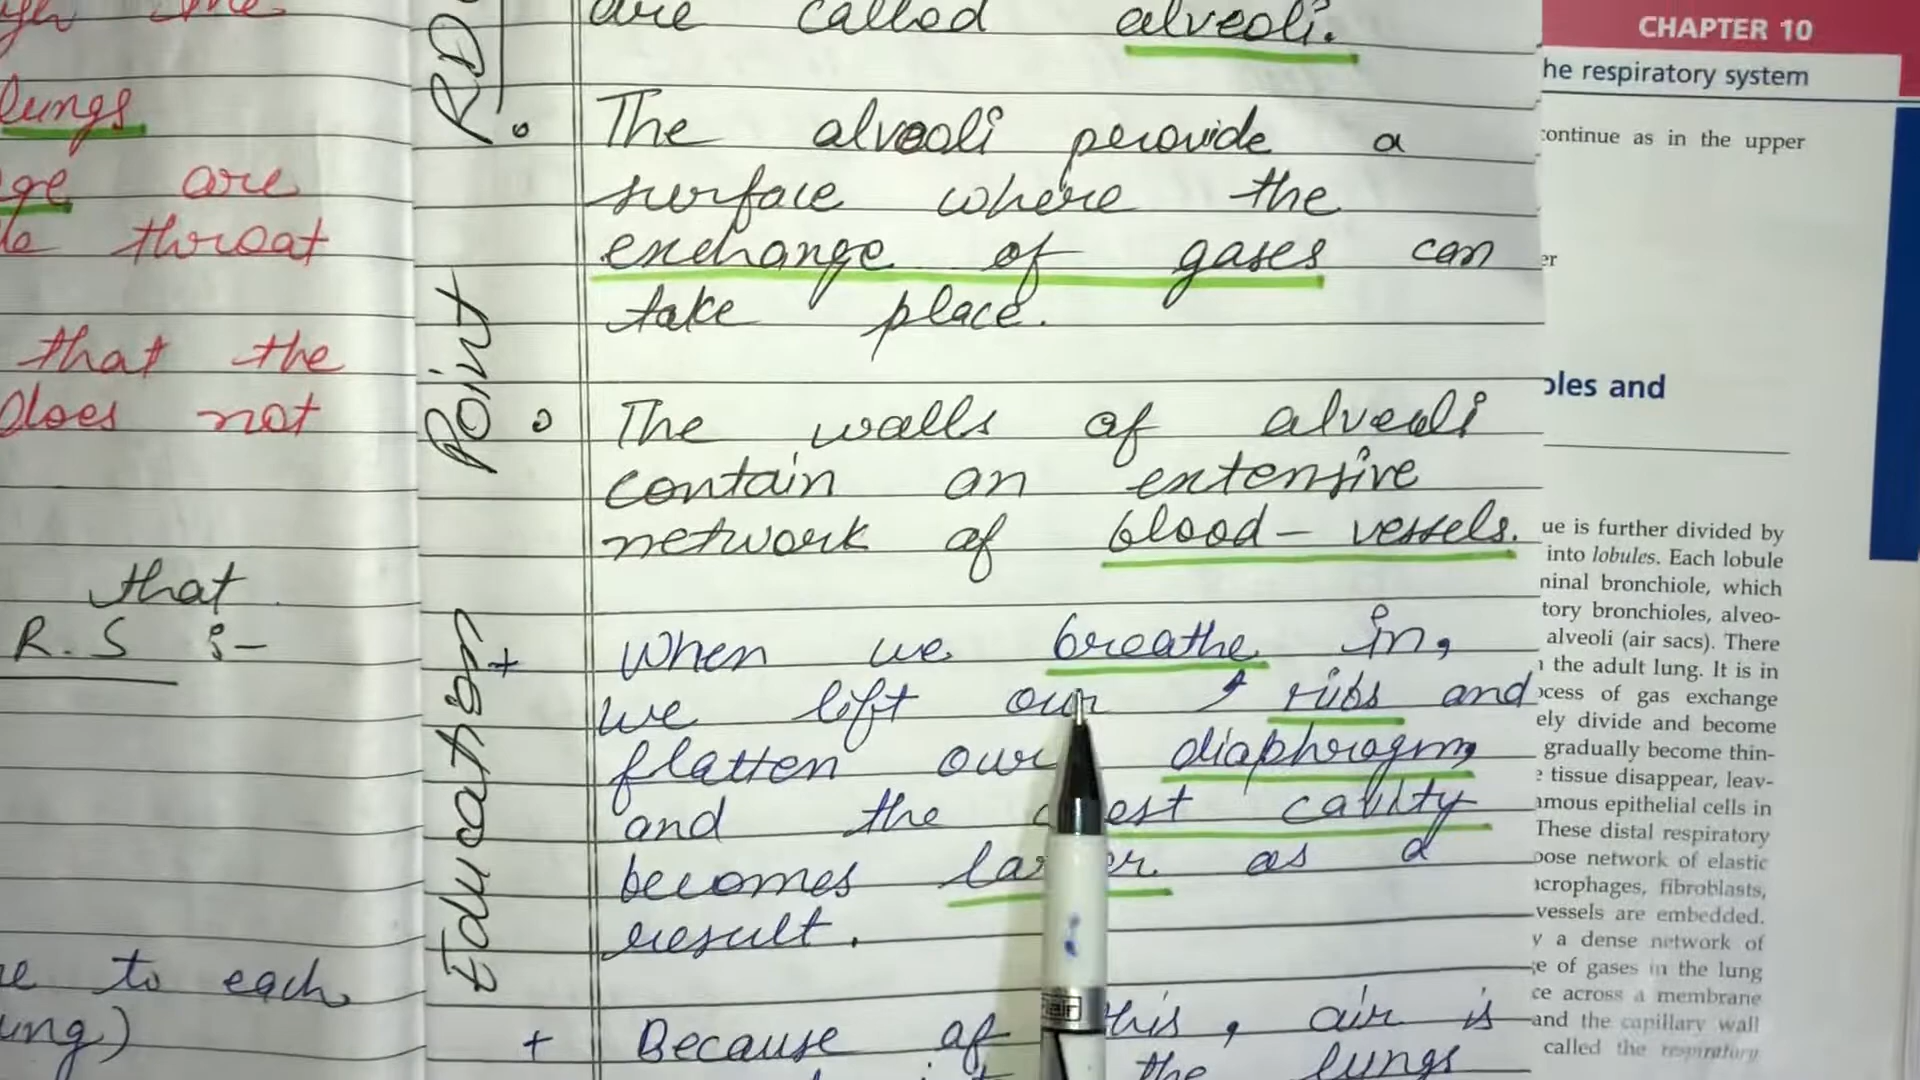 lungs
are
throat
that the
does not
that
R.S :-
to each
RD
Point
Education
are called alveoli.
The alveoli perovide a
surface where the
exchange of gases can
take place.
The walls of alveoli
contain an extensive
network of blood - vessels.
+ When we breathe in,
we lift our ribs and
flatten our diaphragm,
and the est cavity
becomes as a
result.
+ Because of his, air is
the lungs
CHAPTER 10
he respiratory system
continue as in the upper
er
oles and
ue is further divided by
into lobules. Each lobule
ninal bronchiole, which
tory bronchioles, alveo-
alveoli (air sacs). There
the adult lung. It is in
ocess of gas exchange
ely divide and become
gradually become thin-
tissue disappear, leav-
amous epithelial cells in
These distal respiratory
oose network of elastic
acrophages, fibroblasts,
vessels are embedded.
y a dense network of
e of gases in the lung
ce across a membrane
and the capillary wall
called the respiratory